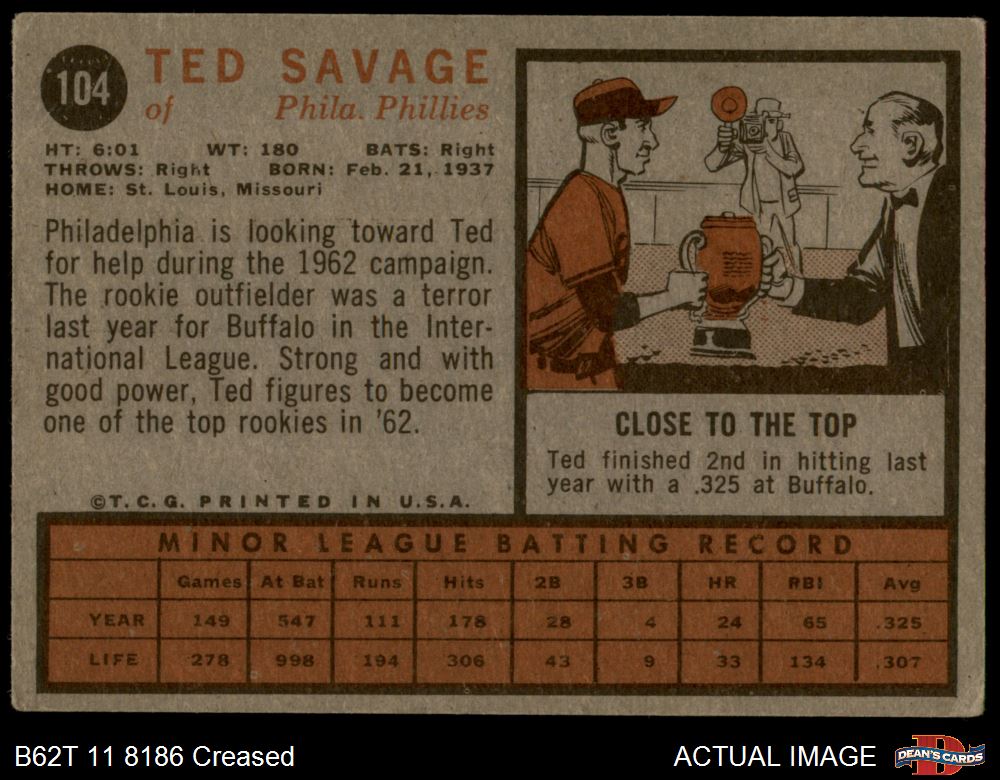 104
TED SAVAGE
of Phila. Phillies
HT: 6:01 WT: 180 BATS: Right
THROWS: Right BORN: Feb. 21, 1937
HOME: St. Louis, Missouri
Philadelphia is looking toward Ted
for help during the 1962 campaign.
The rookie outfielder was a terror
last year for Buffalo in the Inter-
national League. Strong and with
good power, Ted figures to become
one of the top rookies in '62.
©T.C.G. PRINTED IN U.S.A.
CLOSE TO THE TOP
Ted finished 2nd in hitting last
year with a .325 at Buffalo.
MINOR LEAGUE BATTING RECORD
Games At Bat Runs Hits 2B 3B HR RBI Avg
YEAR 149 547 111 178 28 4 24 65 .325
LIFE 278 998 194 306 43 9 33 134 .307
B62T 11 8186 Creased
ACTUAL IMAGE
DEAN'S CARDS